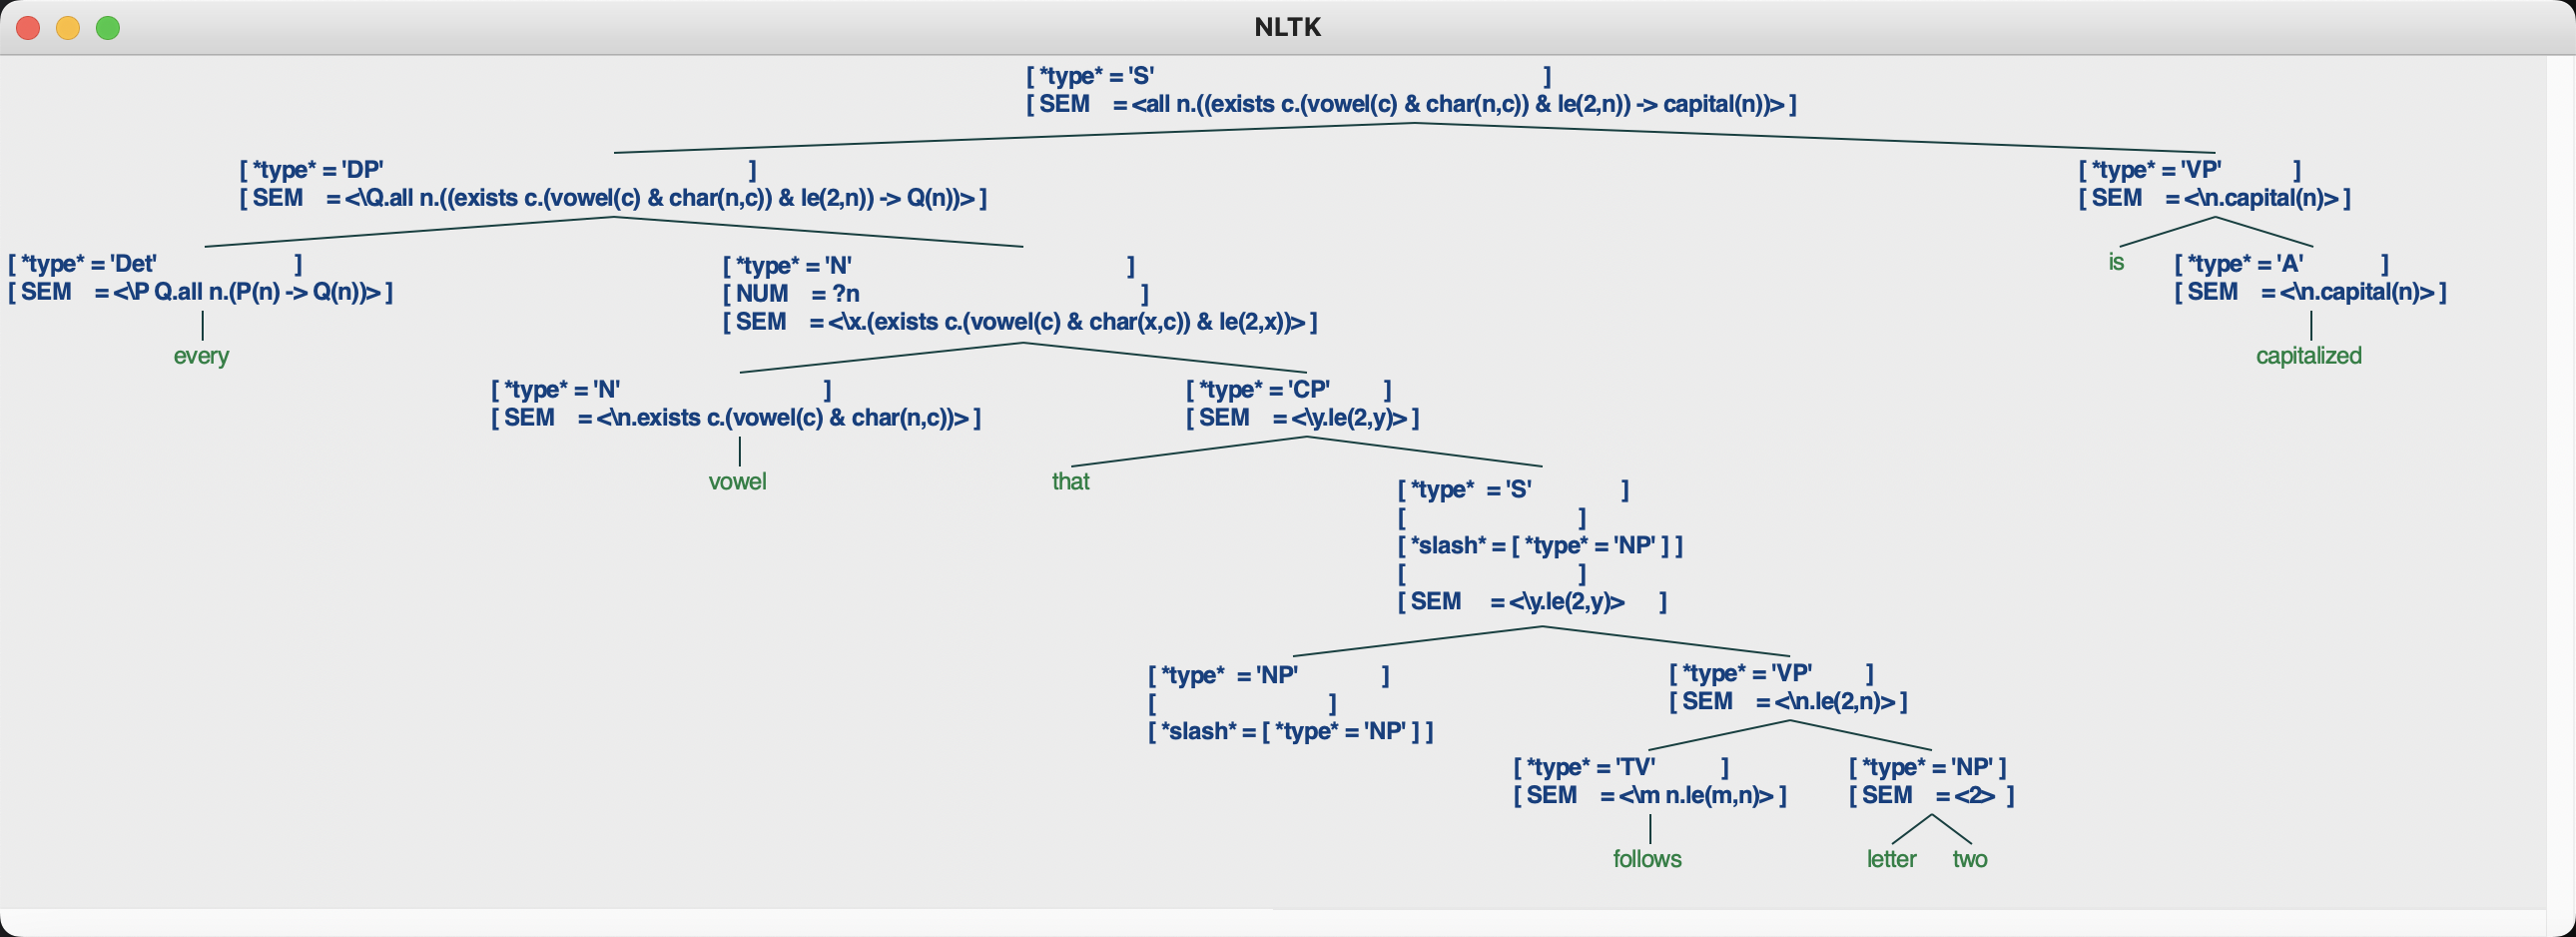 NLTK
[ *type* = 'S' ]
[ SEM = <all n.((exists c.(vowel(c) & char(n,c)) & le(2,n)) -> capital(n))> ]
[ *type* = 'DP' ]
[ SEM = <\Q.all n.((exists c.(vowel(c) & char(n,c)) & le(2,n)) -> Q(n))> ]
[ *type* = 'VP' ]
[ SEM = <\n.capital(n)> ]
[ *type* = 'Det' ]
[ SEM = <\P Q.all n.(P(n) -> Q(n))> ]
every
[ *type* = 'N' ]
[ NUM = ?n ]
[ SEM = <\x.(exists c.(vowel(c) & char(x,c)) & le(2,x))> ]
is
[ *type* = 'A' ]
[ SEM = <\n.capital(n)> ]
capitalized
[ *type* = 'N' ]
[ SEM = <\n.exists c.(vowel(c) & char(n,c))> ]
vowel
[ *type* = 'CP' ]
[ SEM = <\y.le(2,y)> ]
that
[ *type* = 'S' ]
[ ]
[ *slash* = [ *type* = 'NP' ] ]
[ ]
[ SEM = <\y.le(2,y)> ]
[ *type* = 'NP' ]
[ ]
[ *slash* = [ *type* = 'NP' ] ]
[ *type* = 'VP' ]
[ SEM = <\n.le(2,n)> ]
[ *type* = 'TV' ]
[ SEM = <\m n.le(m,n)> ]
follows
[ *type* = 'NP' ]
[ SEM = <2> ]
letter two